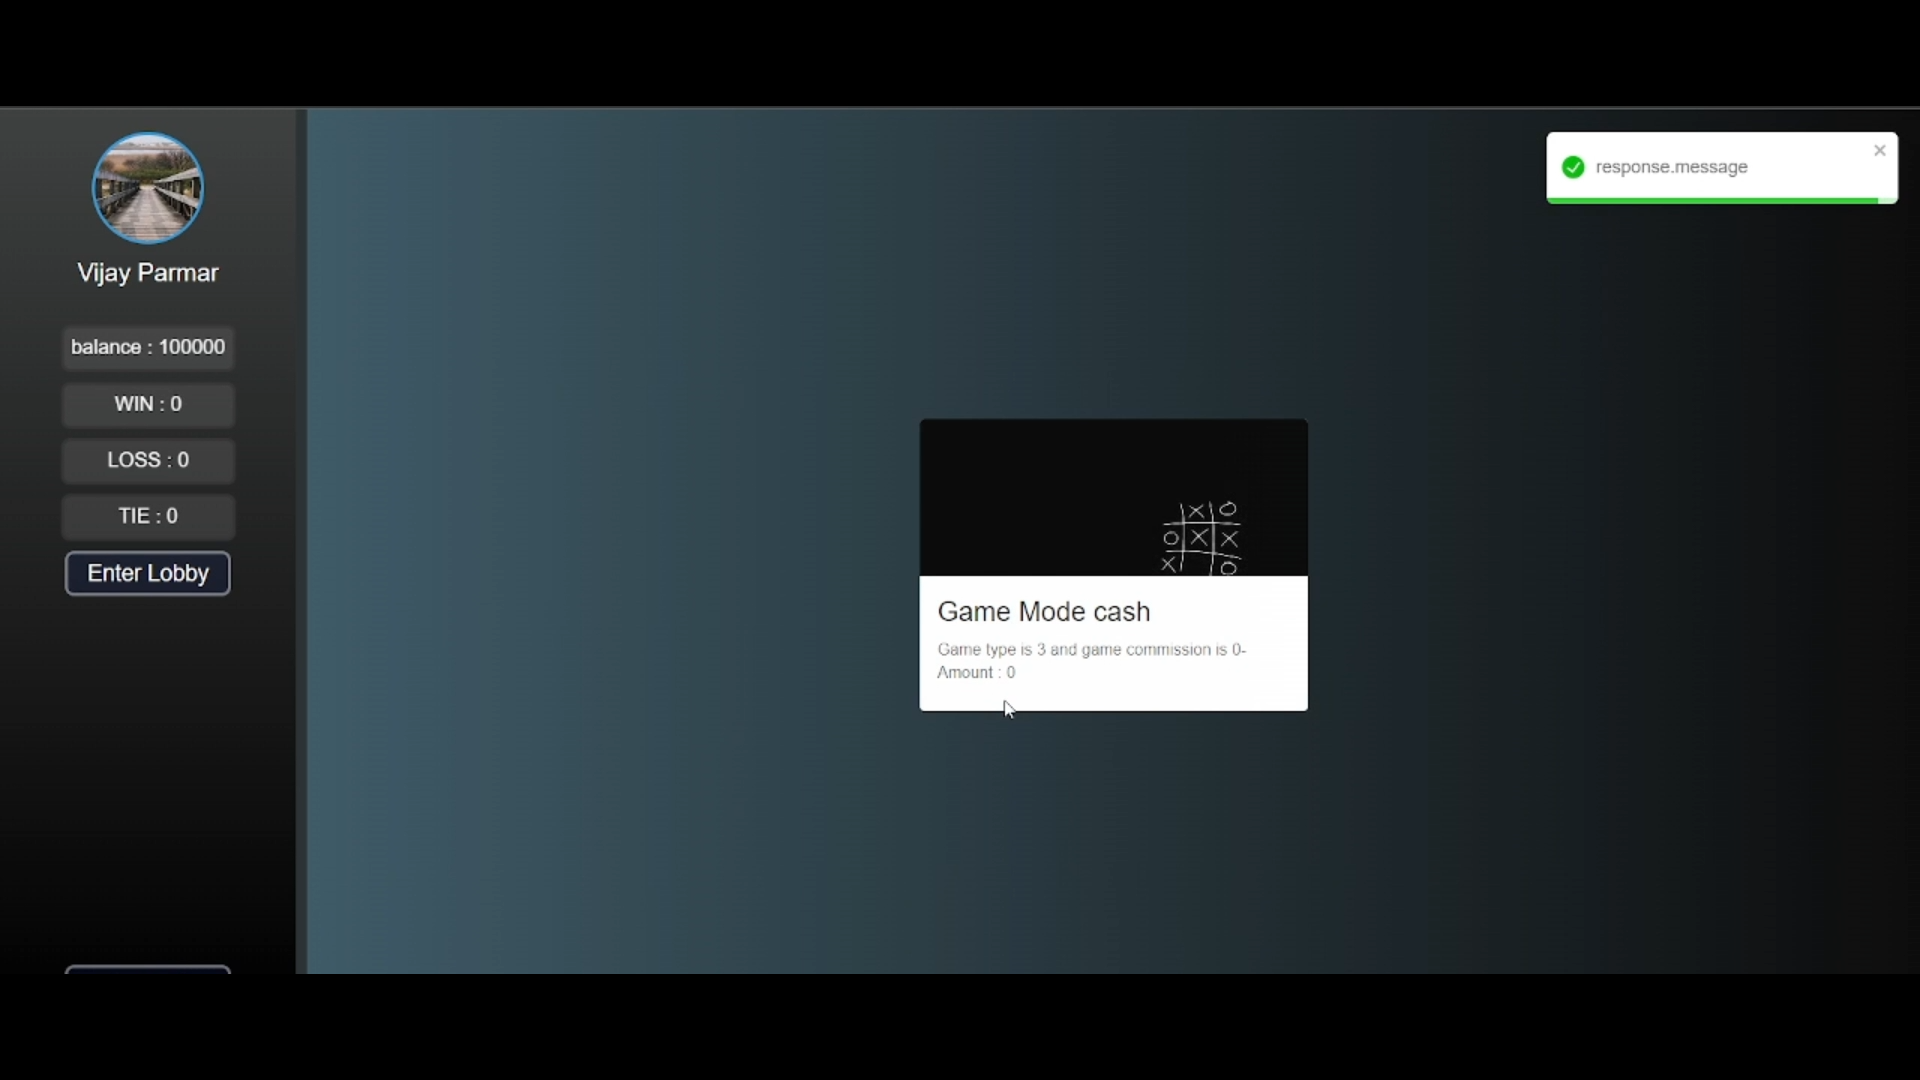 Vijay Parmar
balance : 100000
WIN : 0
LOSS : 0
TIE : 0
Enter Lobby
response.message
X O
O X X
X O
Game Mode cash
Game type is 3 and game commission is 0-
Amount : 0